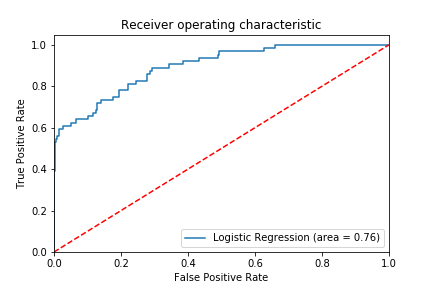 Receiver operating characteristic
1.0
0.8
0.6
0.4
0.2
0.0
True Positive Rate
Logistic Regression (area = 0.76)
0.0 0.2 0.4 0.6 0.8 1.0
False Positive Rate